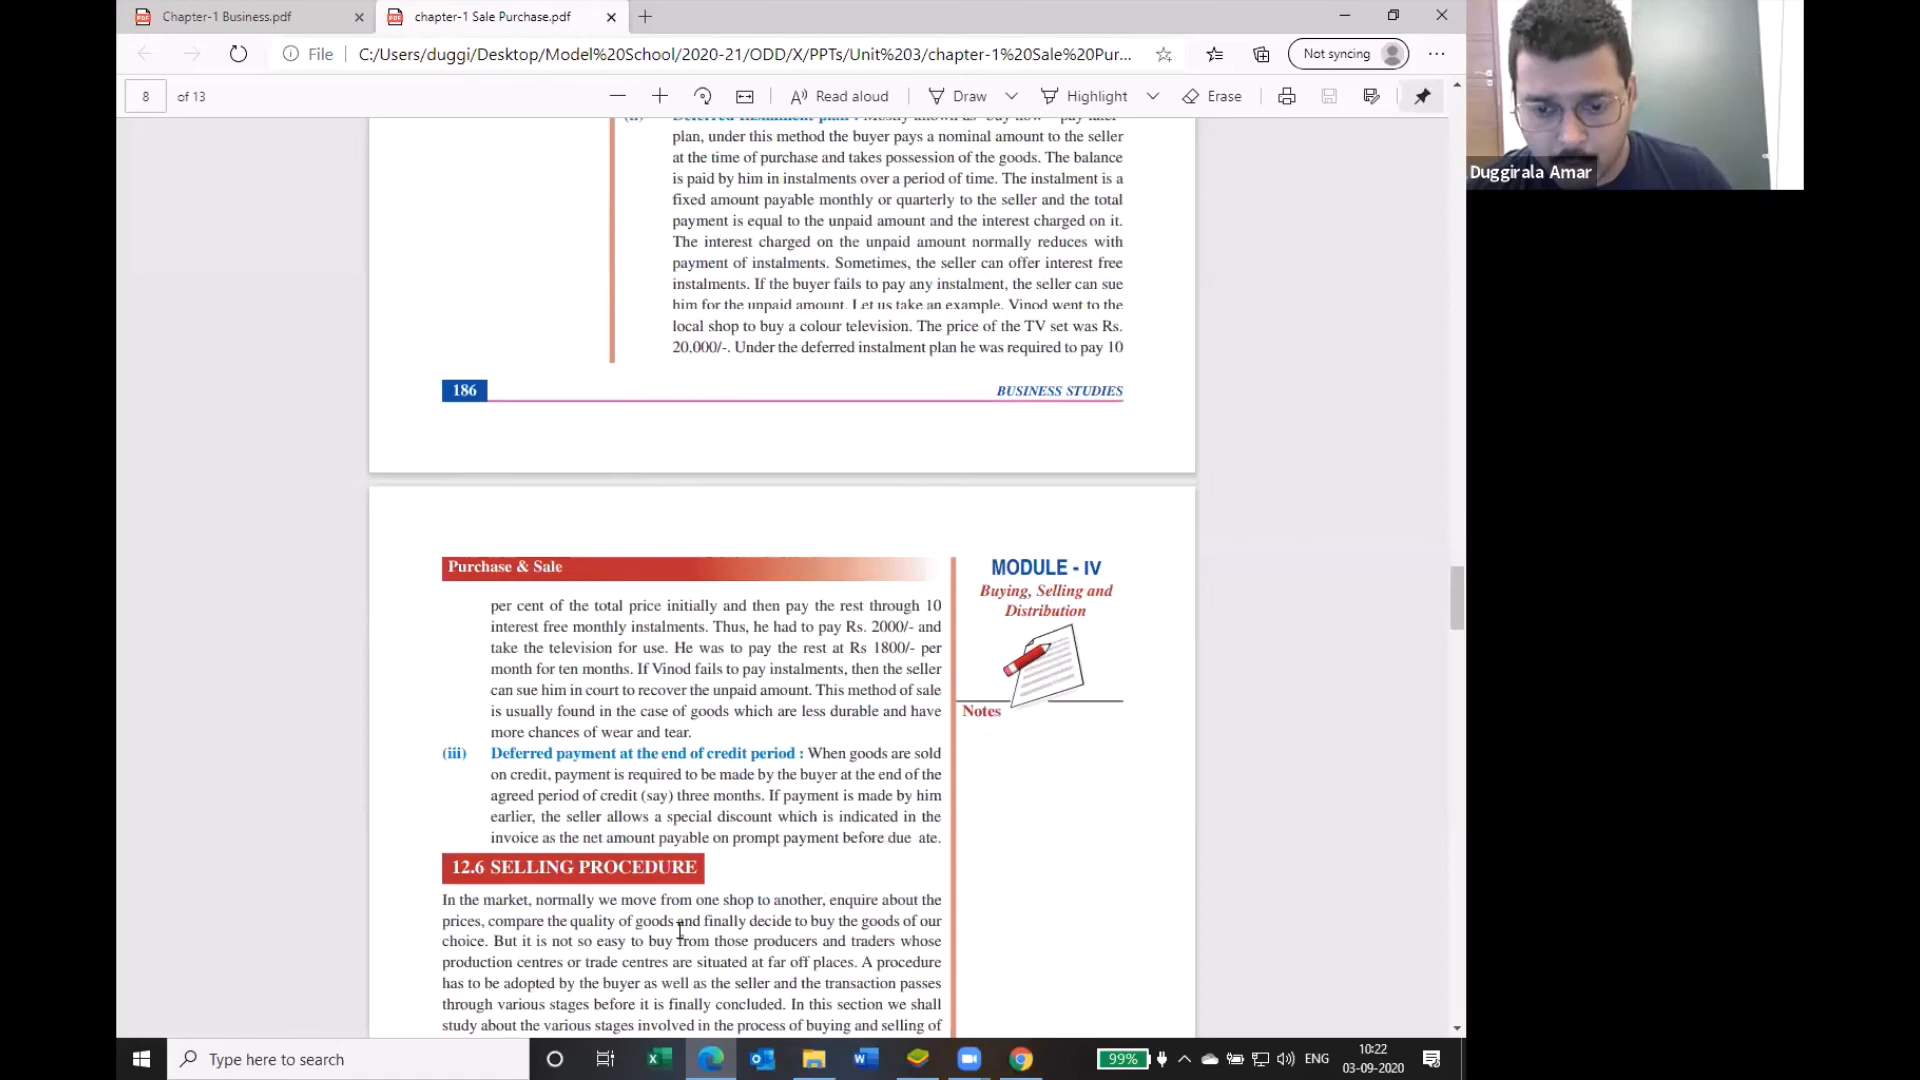 Chapter-1 Business.pdf
chapter-1 Sale Purchase.pdf
File
C:/Users/duggi/Desktop/Model%20School/2020-21/ODD/X/PPTs/Unit%203/chapter-1%20Sale%20Pur...
Not syncing
8 of 13
Read aloud
Draw
Highlight
Erase
(ii) Deferred instalment plan : Mostly known as 'buy now - pay later'
plan, under this method the buyer pays a nominal amount to the seller
at the time of purchase and takes possession of the goods. The balance
is paid by him in instalments over a period of time. The instalment is a
fixed amount payable monthly or quarterly to the seller and the total
payment is equal to the unpaid amount and the interest charged on it.
The interest charged on the unpaid amount normally reduces with
payment of instalments. Sometimes, the seller can offer interest free
instalments. If the buyer fails to pay any instalment, the seller can sue
him for the unpaid amount. Let us take an example. Vinod went to the
local shop to buy a colour television. The price of the TV set was Rs.
20,000/-. Under the deferred instalment plan he was required to pay 10
186
BUSINESS STUDIES
Purchase & Sale
MODULE - IV
Buying, Selling and
Distribution
Notes
per cent of the total price initially and then pay the rest through 10
interest free monthly instalments. Thus, he had to pay Rs. 2000/- and
take the television for use. He was to pay the rest at Rs 1800/- per
month for ten months. If Vinod fails to pay instalments, then the seller
can sue him in court to recover the unpaid amount. This method of sale
is usually found in the case of goods which are less durable and have
more chances of wear and tear.
(iii) Deferred payment at the end of credit period : When goods are sold
on credit, payment is required to be made by the buyer at the end of the
agreed period of credit (say) three months. If payment is made by him
earlier, the seller allows a special discount which is indicated in the
invoice as the net amount payable on prompt payment before due ate.
12.6 SELLING PROCEDURE
In the market, normally we move from one shop to another, enquire about the
prices, compare the quality of goods and finally decide to buy the goods of our
choice. But it is not so easy to buy from those producers and traders whose
production centres or trade centres are situated at far off places. A procedure
has to be adopted by the buyer as well as the seller and the transaction passes
through various stages before it is finally concluded. In this section we shall
study about the various stages involved in the process of buying and selling of
Duggirala Amar
Type here to search
99%
ENG
10:22
03-09-2020